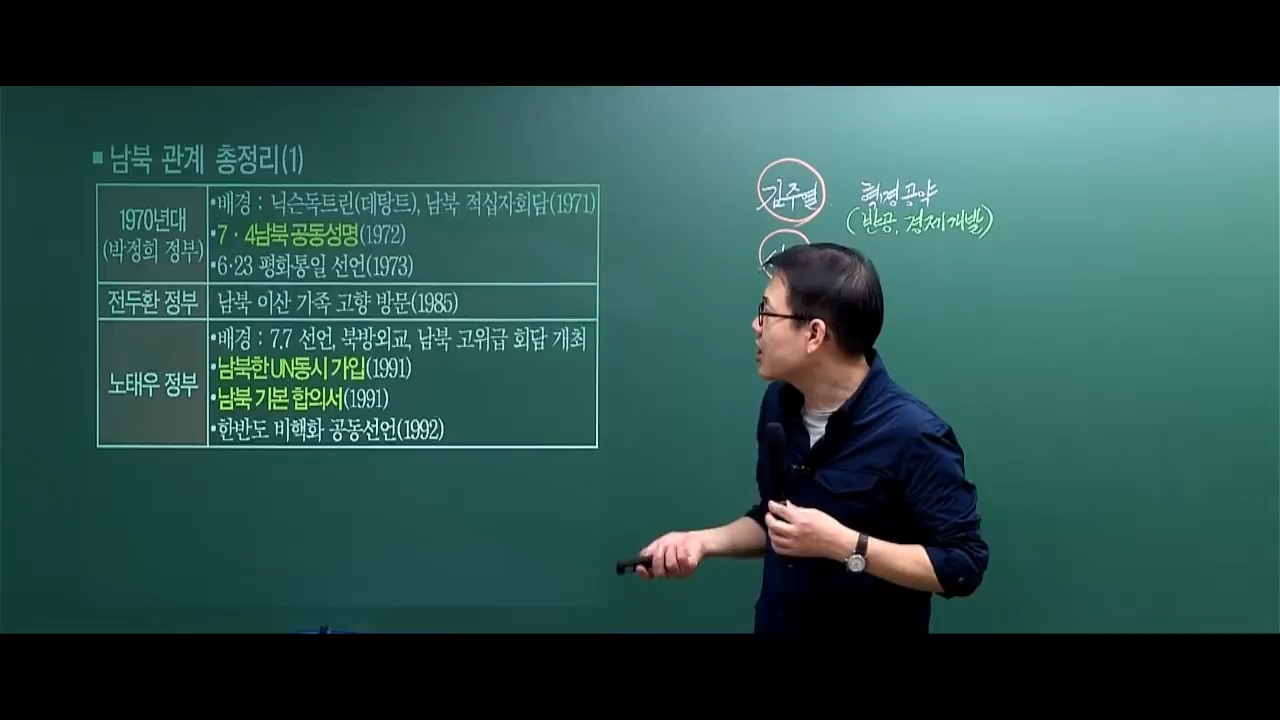 ▪남북 관계 총정리(1)
1970년대
(박정희 정부)
•배경 : 닉슨독트린(데탕트), 남북 적십자회담(1971)
•7·4남북 공동성명(1972)
•6·23 평화통일 선언(1973)
전두환 정부
남북 이산 가족 고향 방문(1985)
노태우 정부
•배경 : 7.7 선언, 북방외교, 남북 고위급 회담 개최
•남북한 UN동시 가입(1991)
•남북 기본 합의서(1991)
•한반도 비핵화 공동선언(1992)
김주열
혁명공약
(반공, 경제개발)